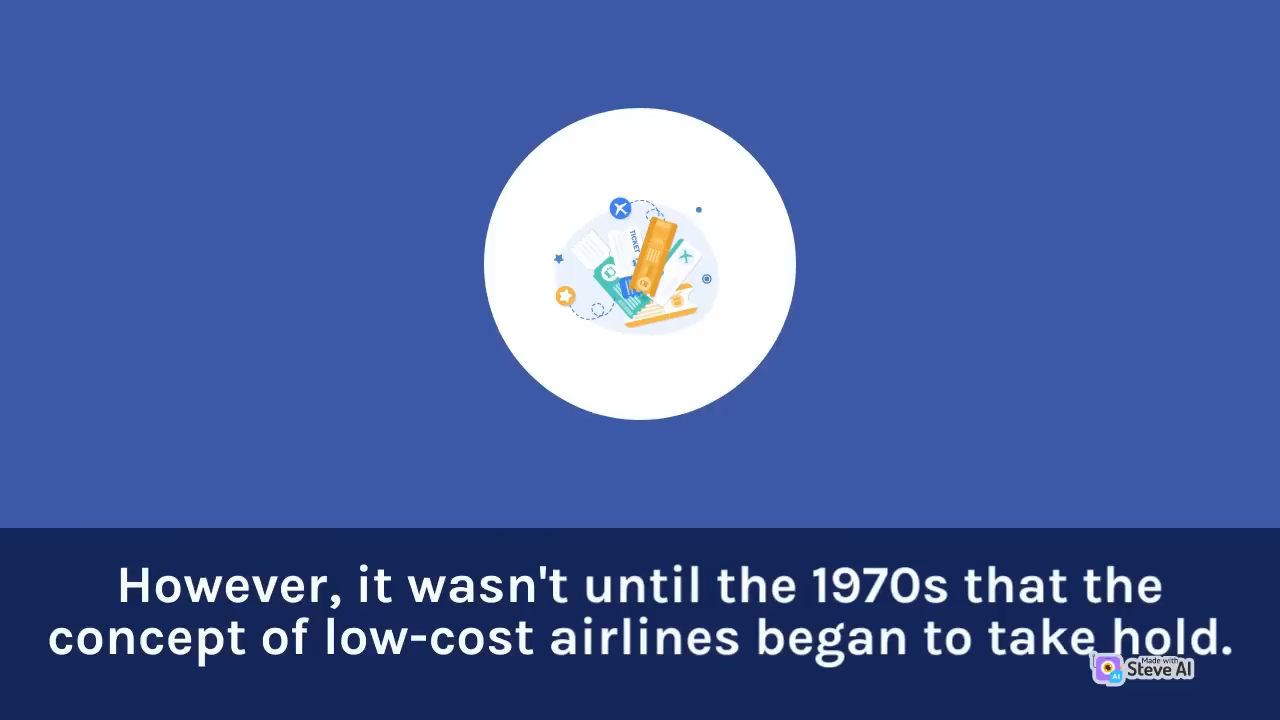 TICKET
However, it wasn't until the 1970s that the
concept of low-cost airlines began to take hold.
Made with
Steve AI
AI